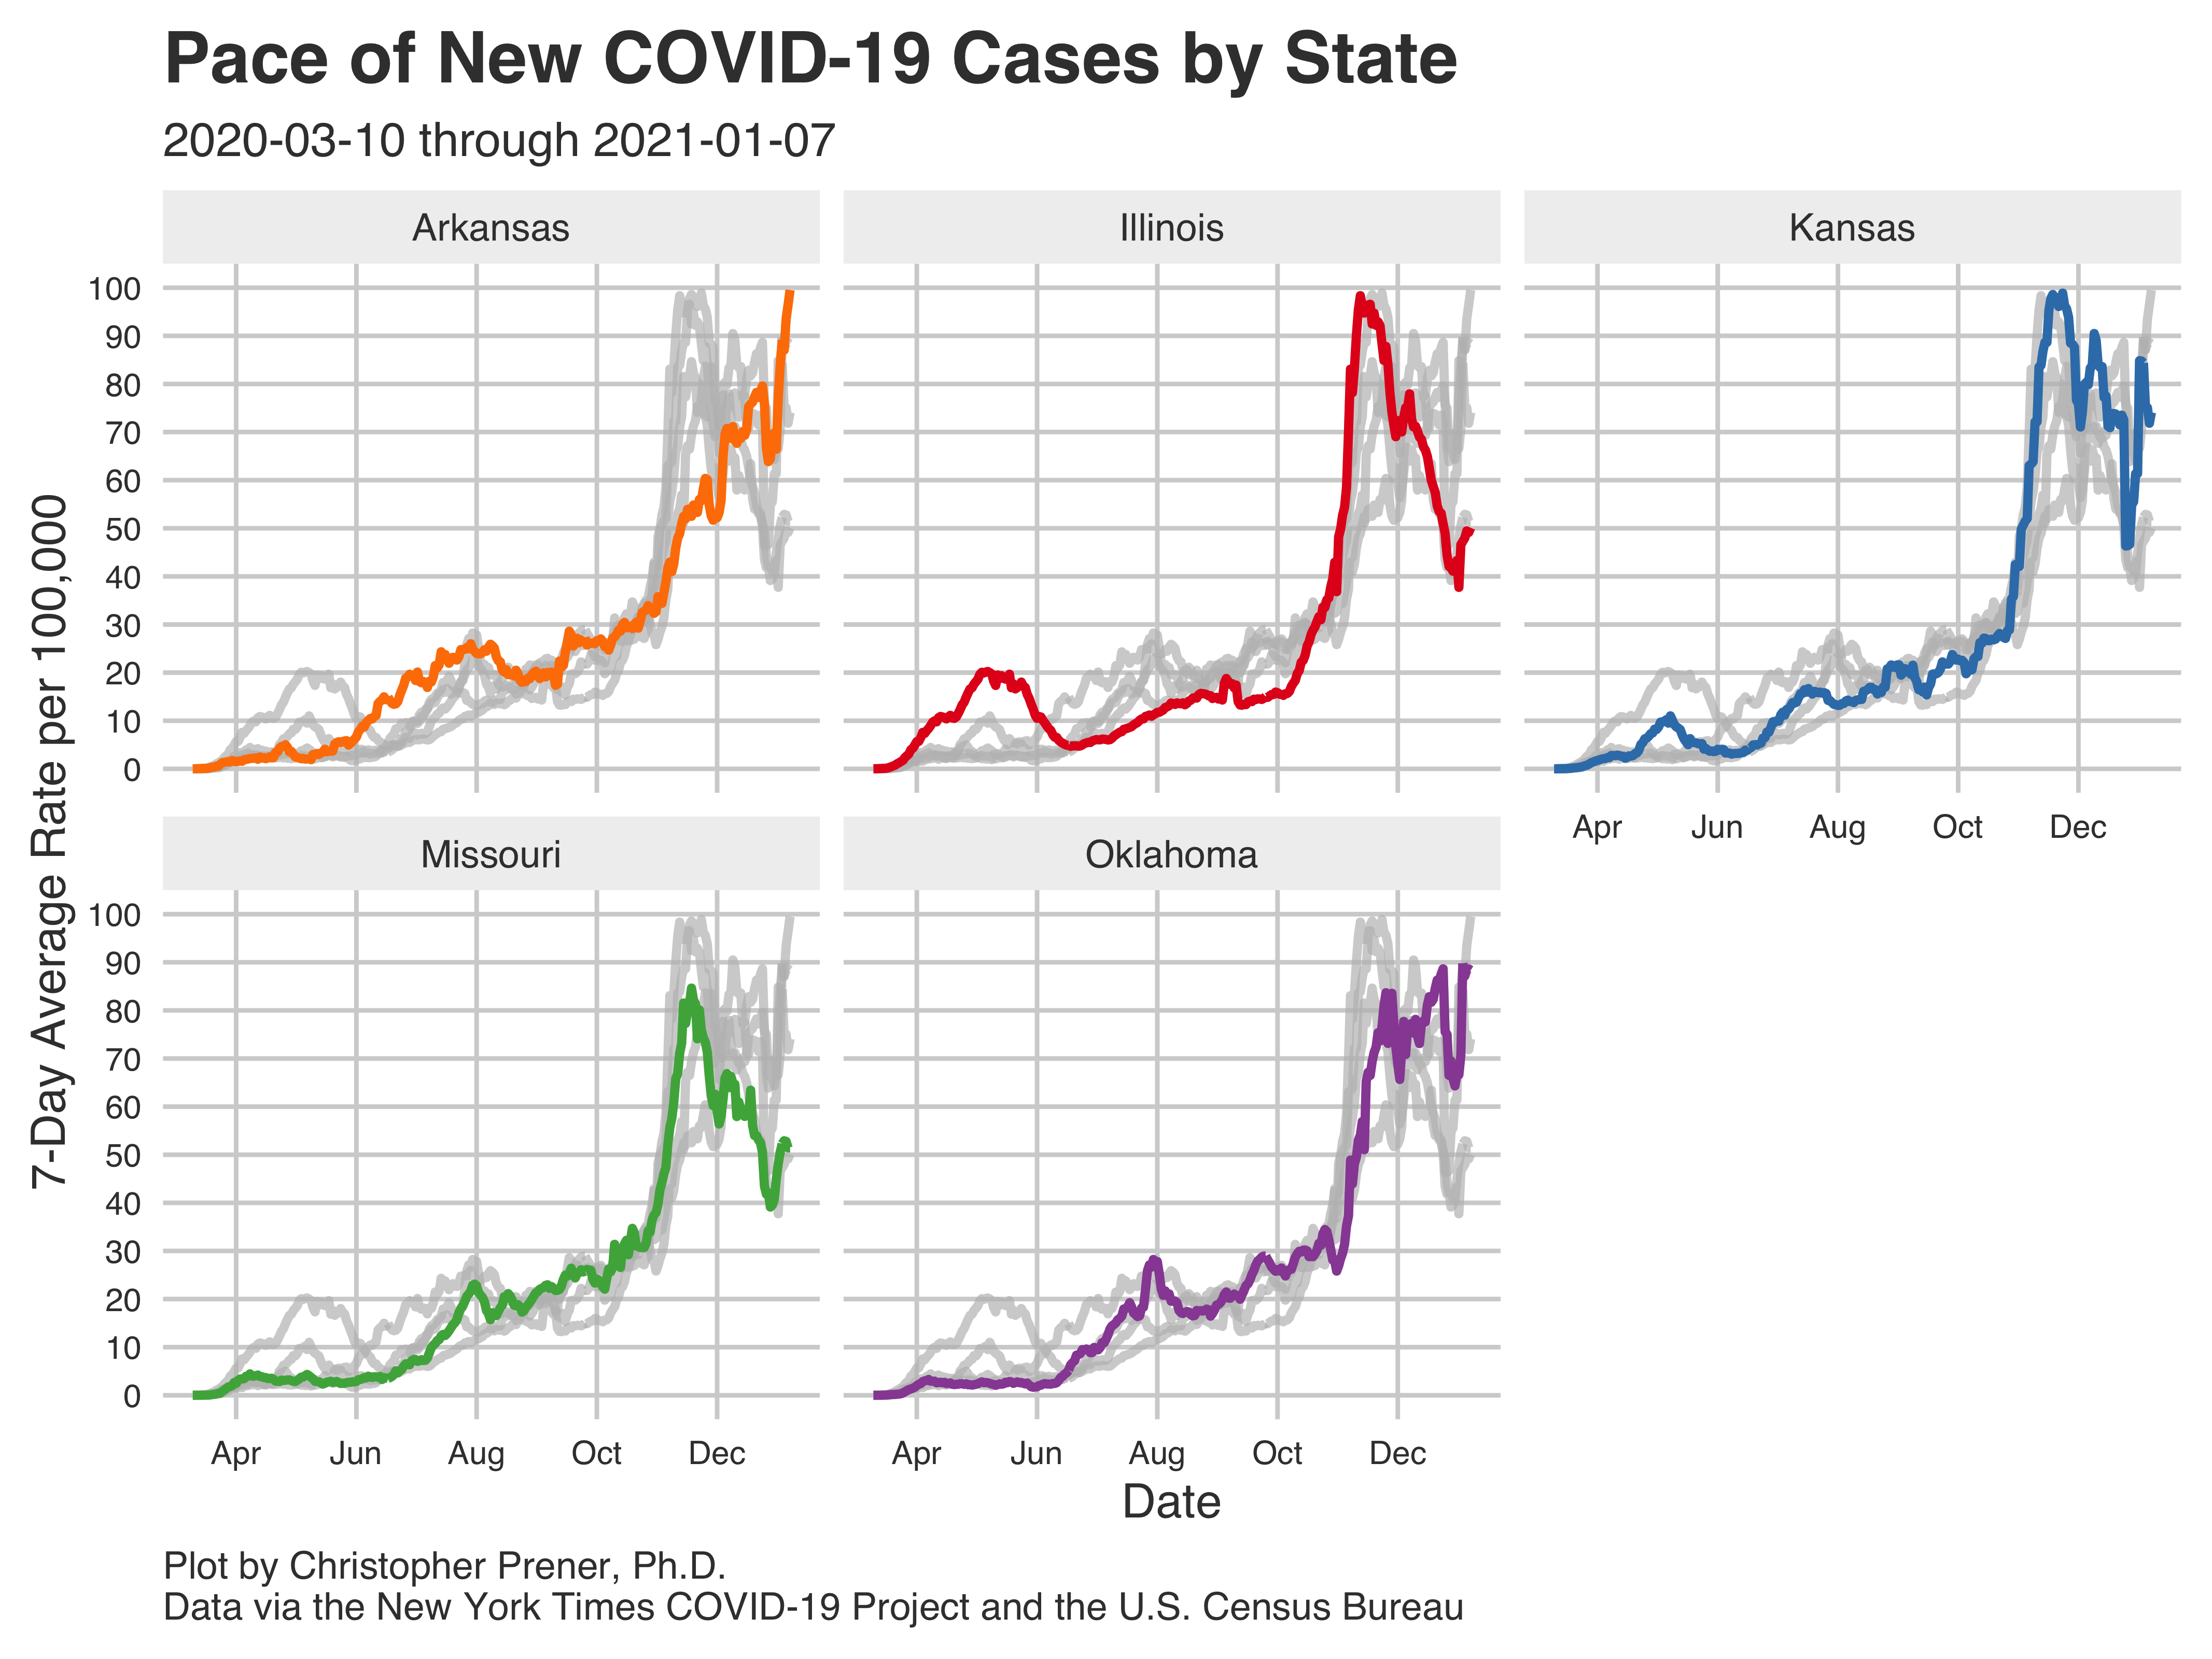 Pace of New COVID-19 Cases by State
2020-03-10 through 2021-01-07
Arkansas
Illinois
Kansas
100
90
80
70
60
50
40
30
20
10
0
Apr Jun Aug Oct Dec
Missouri
Oklahoma
100
90
80
70
60
50
40
30
20
10
0
Apr Jun Aug Oct Dec
Apr Jun Aug Oct Dec
7-Day Average Rate per 100,000
Date
Plot by Christopher Prener, Ph.D.
Data via the New York Times COVID-19 Project and the U.S. Census Bureau